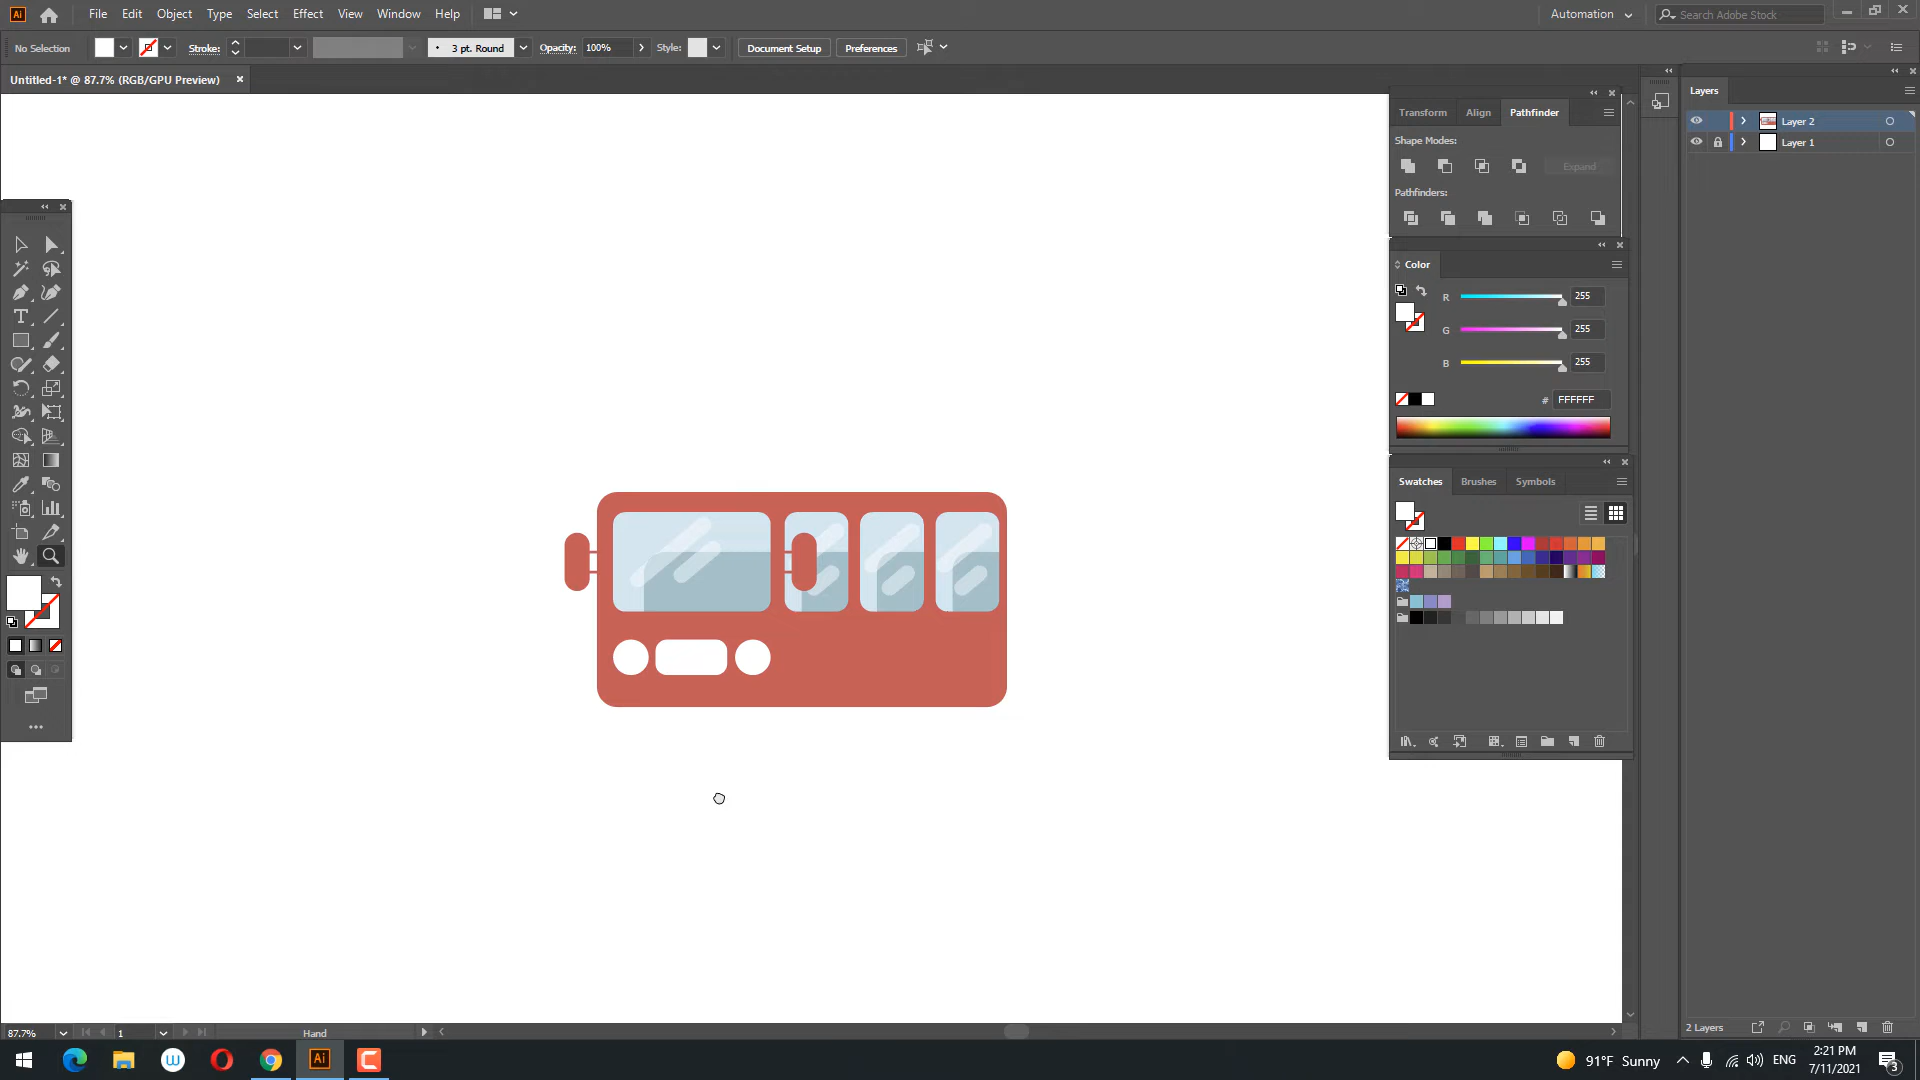 Ai File Edit Object Type Select Effect View Window Help Automation Search Adobe Stock
No Selection Stroke: 3 pt. Round Opacity: 100% Style: Document Setup Preferences
Untitled-1* @ 87.7% (RGB/GPU Preview)
Layers
Transform Align Pathfinder
Layer 2
Shape Modes:
Layer 1
Expand
Pathfinders:
Color
R 255
G 255
B 255
# FFFFFF
Swatches Brushes Symbols
87.7% 1 Hand
2 Layers
91°F Sunny ENG 2:21 PM
7/11/2021
3